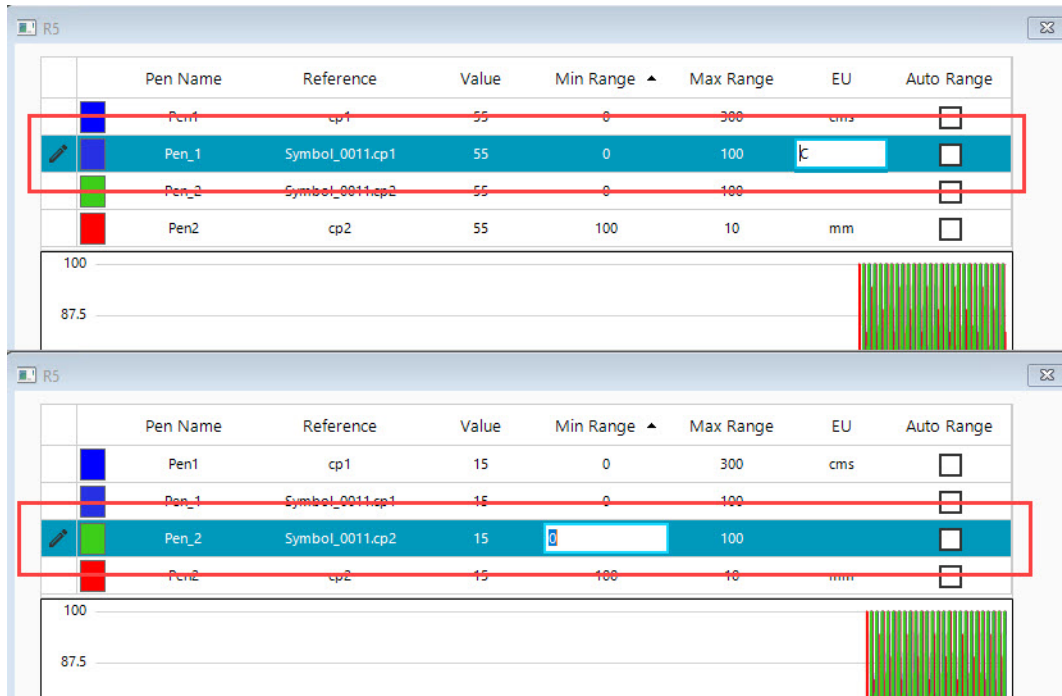 R5
Pen Name Reference Value Min Range Max Range EU Auto Range
Pen1 cp1 55 0 300 cms
Pen_1 Symbol_0011.cp1 55 0 100 C
Pen_2 Symbol_0011.cp2 55 0 100
Pen2 cp2 55 100 10 mm
100
87.5
R5
Pen Name Reference Value Min Range Max Range EU Auto Range
Pen1 cp1 15 0 300 cms
Pen_1 Symbol_0011.cp1 15 0 100
Pen_2 Symbol_0011.cp2 15 0 100
Pen2 cp2 15 100 10 mm
100
87.5